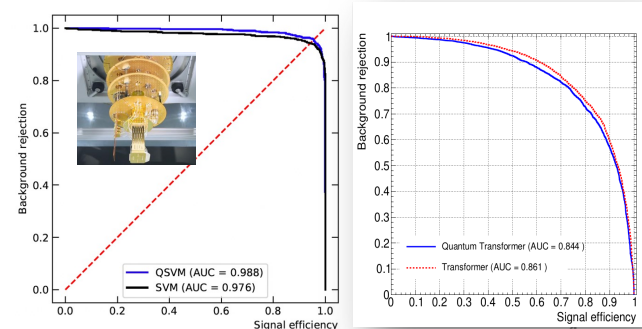 1.0
0.8
0.6
0.4
0.2
0.0
Background rejection
QSVM (AUC = 0.988)
SVM (AUC = 0.976)
0.0 0.2 0.4 0.6 0.8 1.0
Signal efficiency
Background rejection
1
0.9
0.8
0.7
0.6
0.5
0.4
0.3
0.2
0.1
0
Quantum Transformer (AUC = 0.844 )
Transformer (AUC = 0.861 )
0 0.1 0.2 0.3 0.4 0.5 0.6 0.7 0.8 0.9 1
Signal efficiency